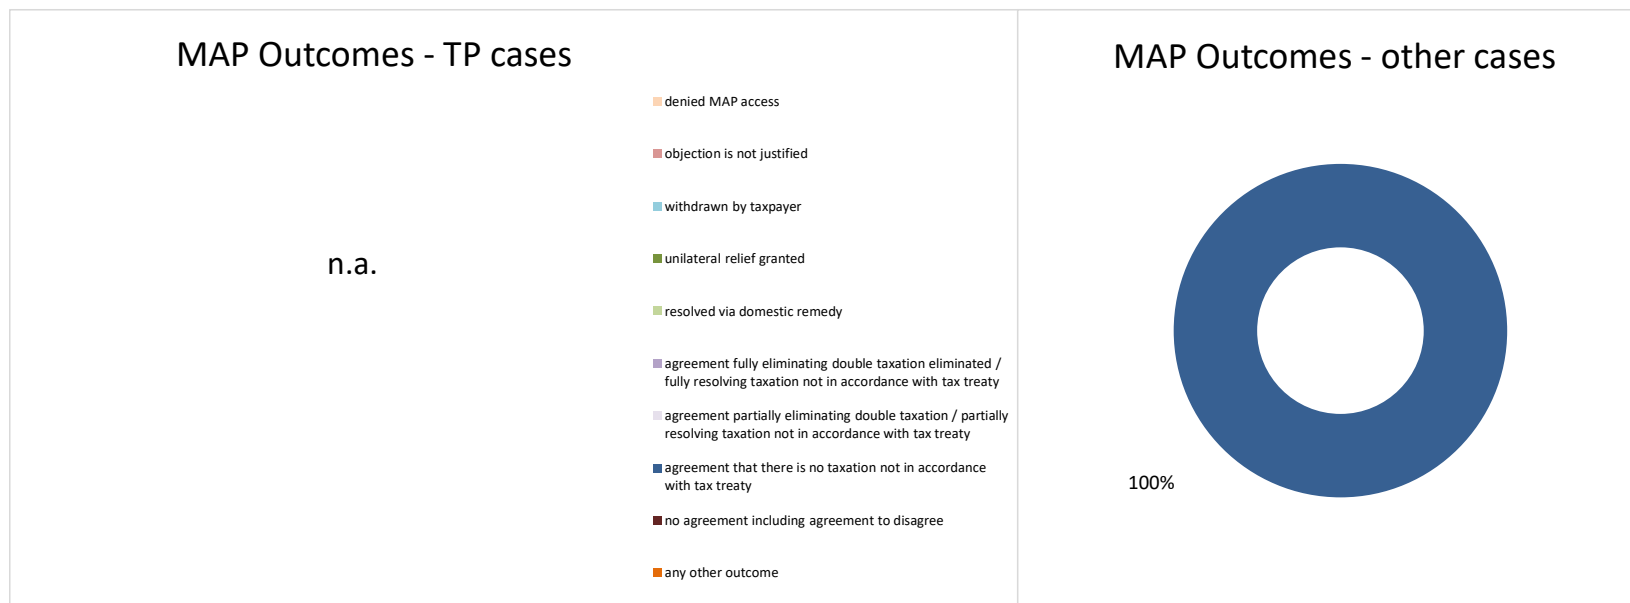 MAP Outcomes - TP cases
n.a.
denied MAP access
objection is not justified
withdrawn by taxpayer
unilateral relief granted
resolved via domestic remedy
agreement fully eliminating double taxation eliminated /
fully resolving taxation not in accordance with tax treaty
agreement partially eliminating double taxation / partially
resolving taxation not in accordance with tax treaty
agreement that there is no taxation not in accordance
with tax treaty
no agreement including agreement to disagree
any other outcome
MAP Outcomes - other cases
100%